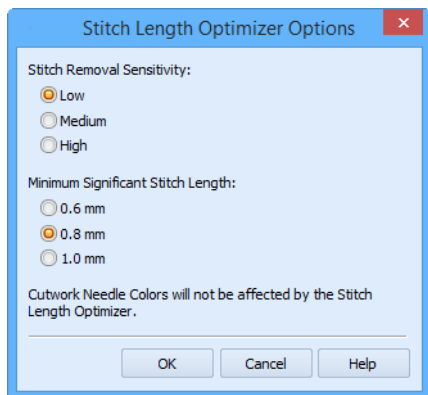 Stitch Length Optimizer Options
Stitch Removal Sensitivity:
Low
Medium
High
Minimum Significant Stitch Length:
0.6 mm
0.8 mm
1.0 mm
Cutwork Needle Colors will not be affected by the Stitch
Length Optimizer.
OK Cancel Help